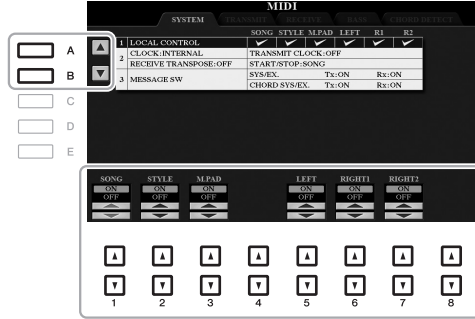 MIDI
SYSTEM TRANSMIT RECEIVE BASS CHORD DETECT
SONG STYLE M.PAD LEFT R1 R2
1 LOCAL CONTROL
2 CLOCK:INTERNAL TRANSMIT CLOCK:OFF
RECEIVE TRANSPOSE:OFF START/STOP:SONG
3 MESSAGE SW SYS/EX. Tx:ON Rx:ON
CHORD SYS/EX. Tx:ON Rx:ON
A
B
C
D
E
SONG STYLE M.PAD LEFT RIGHT1 RIGHT2
ON ON ON ON ON ON
OFF OFF OFF OFF OFF OFF
1 2 3 4 5 6 7 8